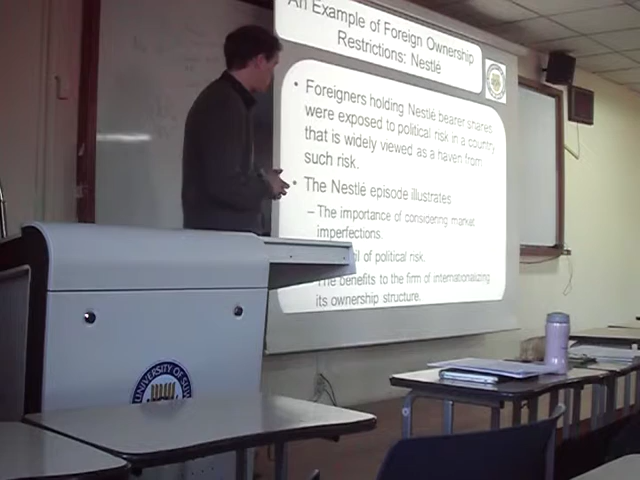 An Example of Foreign Ownership
Restrictions: Nestlé
• Foreigners holding Nestlé bearer shares
were exposed to political risk in a country
that is widely viewed as a haven from
such risk.
• The Nestlé episode illustrates
– The importance of considering market
imperfections.
of political risk.
The benefits to the firm of internationalizing
its ownership structure.
UNIVERSITY OF